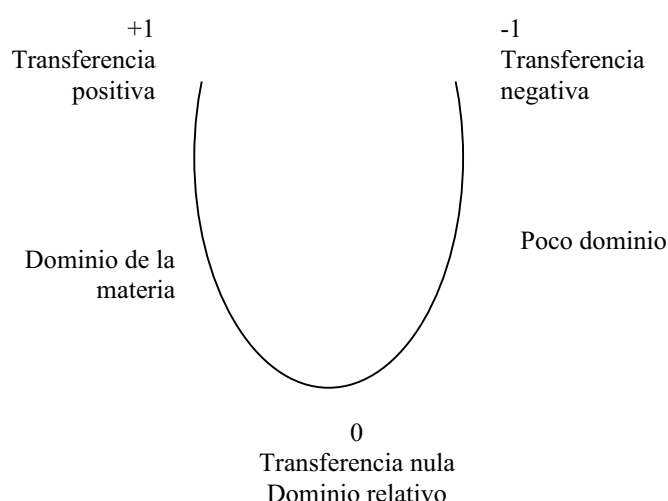 +1
Transferencia
positiva
-1
Transferencia
negativa
Dominio de la
materia
Poco dominio
0
Transferencia nula
Dominio relativo